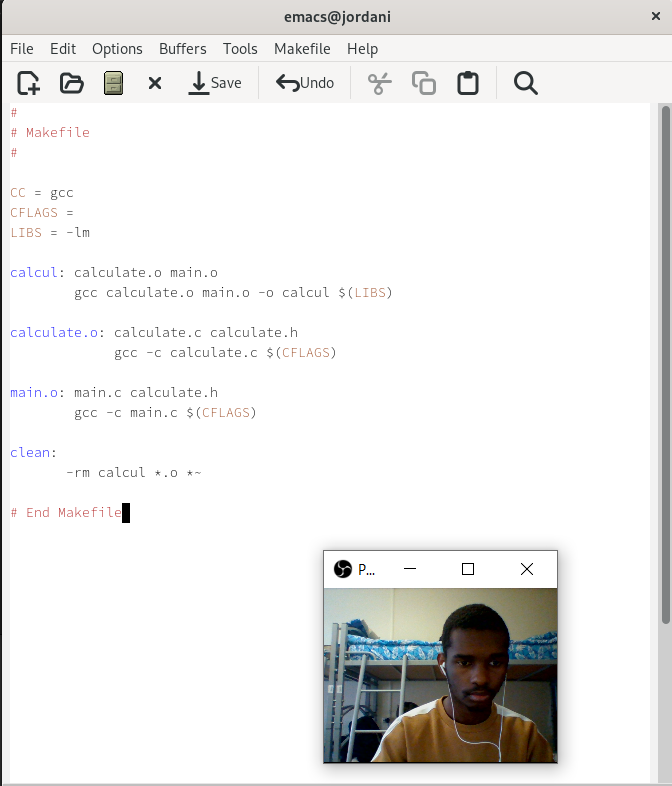 emacs@jordani
File Edit Options Buffers Tools Makefile Help
Save Undo
#
# Makefile
#
CC = gcc
CFLAGS =
LIBS = -lm
calcul: calculate.o main.o
gcc calculate.o main.o -o calcul $(LIBS)
calculate.o: calculate.c calculate.h
gcc -c calculate.c $(CFLAGS)
main.o: main.c calculate.h
gcc -c main.c $(CFLAGS)
clean:
-rm calcul *.o *~
# End Makefile
P...